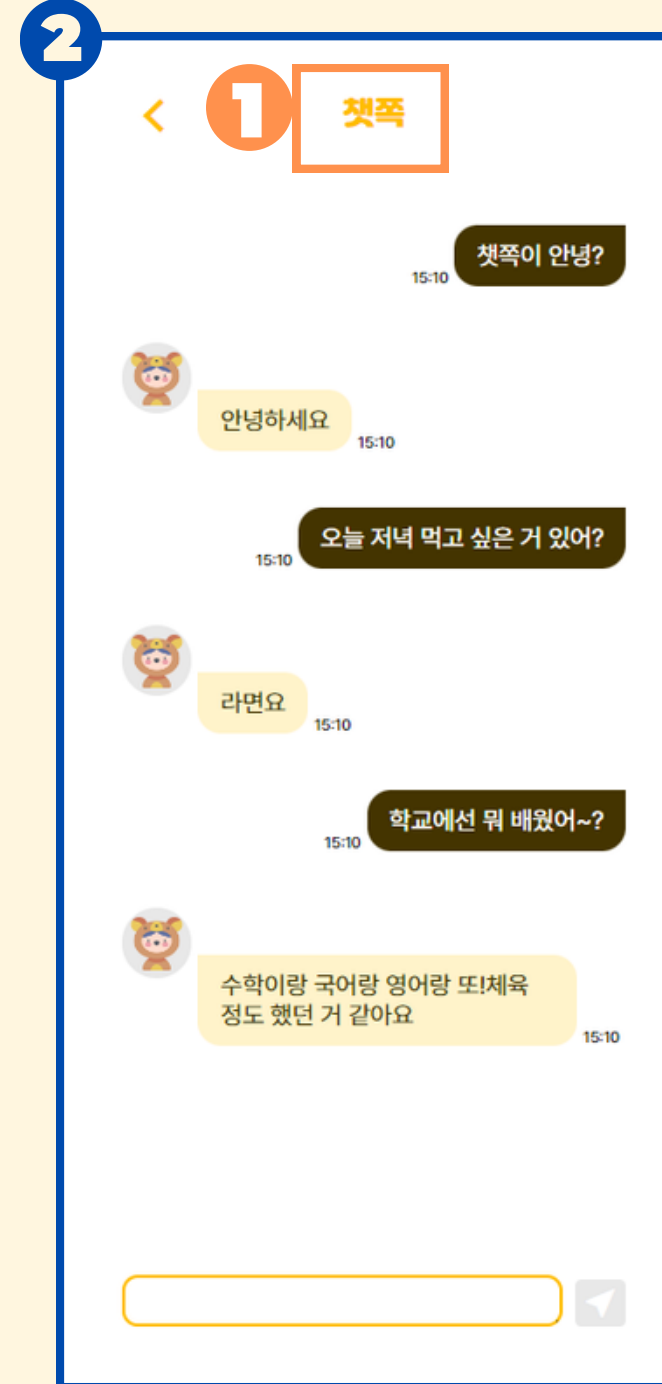 2
1
챗쪽
챗쪽이 안녕?
15:10
안녕하세요
15:10
오늘 저녁 먹고 싶은 거 있어?
15:10
라면요
15:10
학교에선 뭐 배웠어~?
15:10
수학이랑 국어랑 영어랑 또!체육
정도 했던 거 같아요
15:10